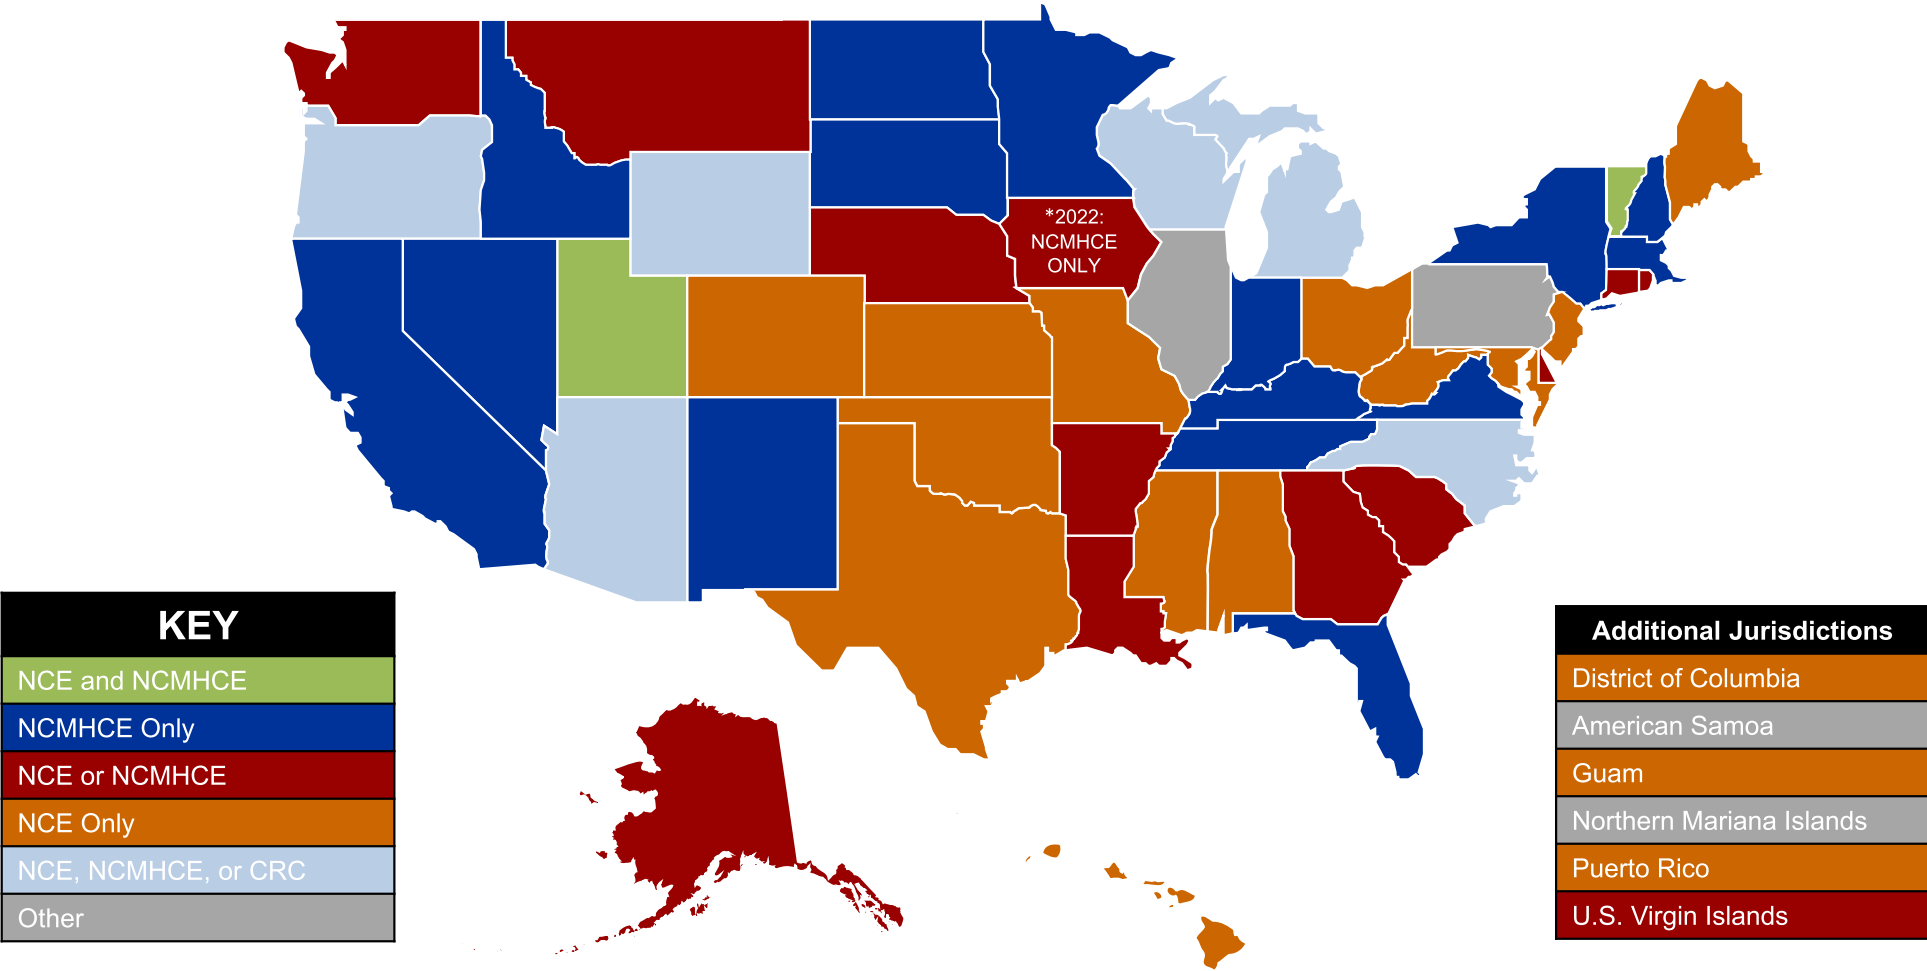 *2022:
NCMHCE
ONLY
KEY
NCE and NCMHCE
NCMHCE Only
NCE or NCMHCE
NCE Only
NCE, NCMHCE, or CRC
Other
Additional Jurisdictions
District of Columbia
American Samoa
Guam
Northern Mariana Islands
Puerto Rico
U.S. Virgin Islands